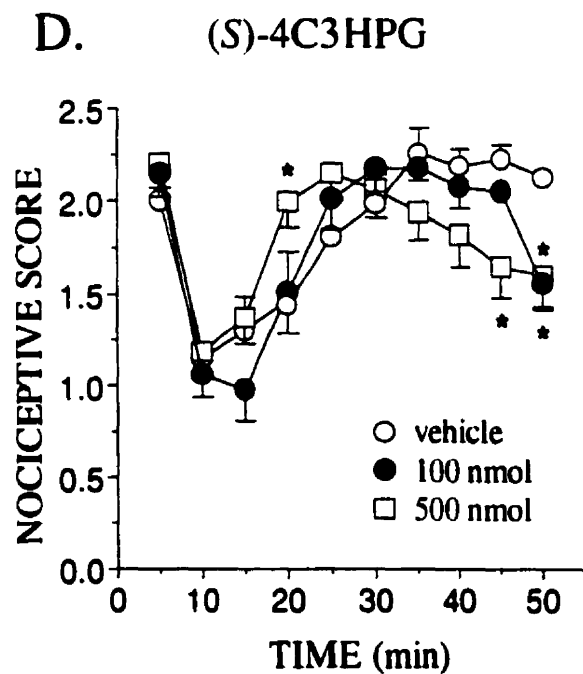 D. (S)-4C3HPG
NOCICEPTIVE SCORE
2.5
2.0
1.5
1.0
0.5
0.0
*
*
*
*
vehicle
100 nmol
500 nmol
0 10 20 30 40 50
TIME (min)